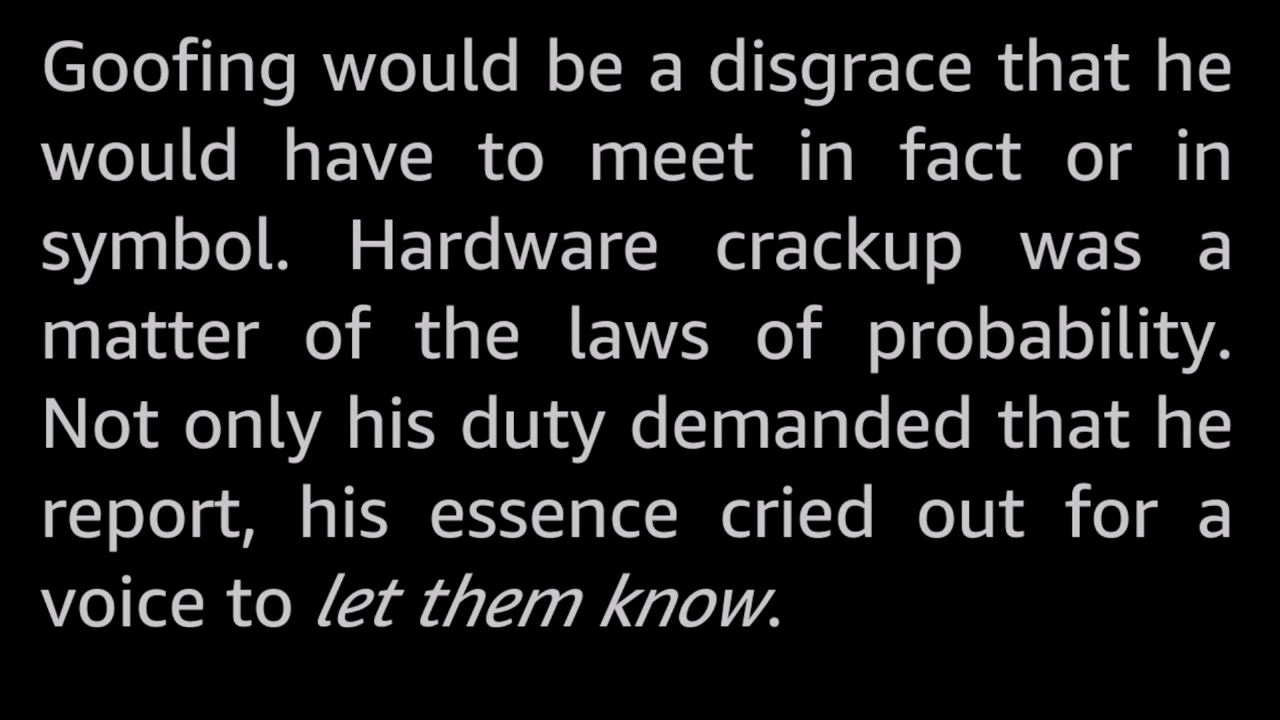 Goofing would be a disgrace that he
would have to meet in fact or in
symbol. Hardware crackup was a
matter of the laws of probability.
Not only his duty demanded that he
report, his essence cried out for a
voice to let them know.